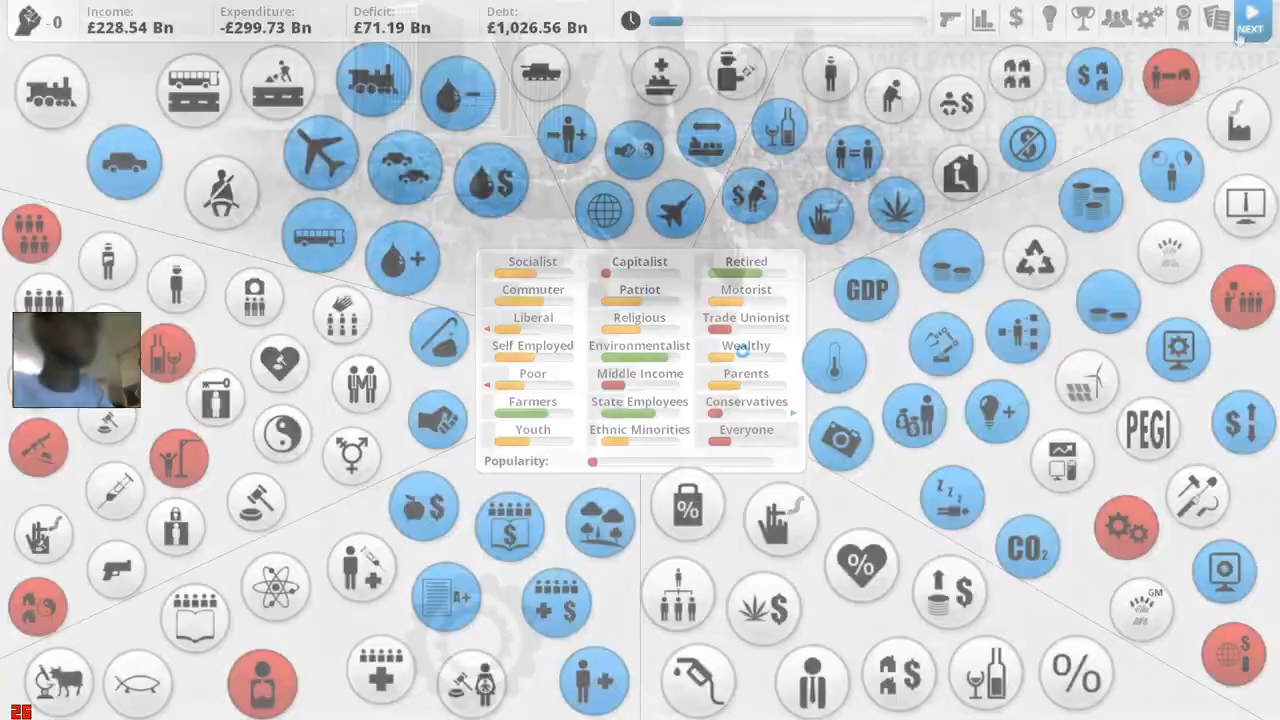 Income: Expenditure: Deficit: Debt:
- 0 £228.54 Bn -£299.73 Bn £71.19 Bn £1,026.56 Bn
NEXT
WELFARE
GDP
Socialist Capitalist Retired
Commuter Patriot Motorist
Liberal Religious Trade Unionist
Self Employed Environmentalist Wealthy
Poor Middle Income Parents
Farmers State Employees Conservatives
Youth Ethnic Minorities Everyone
Popularity:
PEGI
A+
CO₂
GM
26